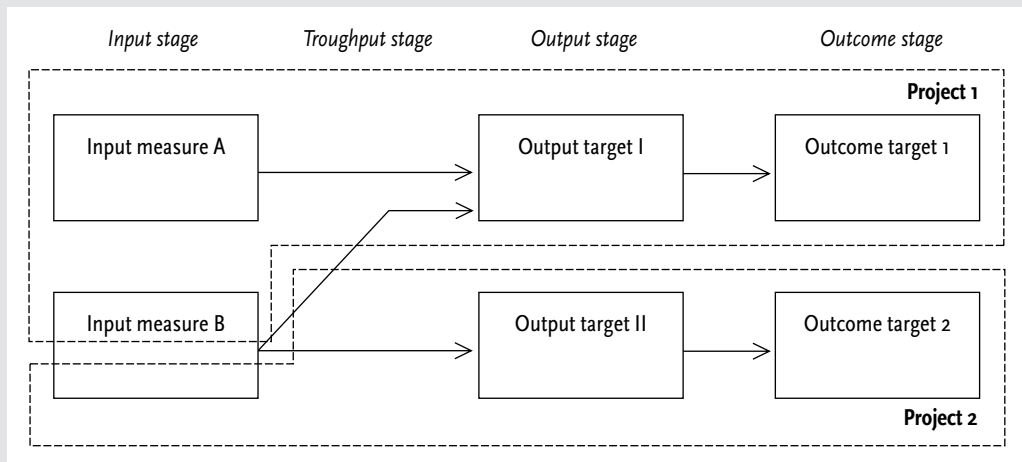 Input stage
Troughput stage
Output stage
Outcome stage
Project 1
Input measure A
Output target I
Outcome target 1
Input measure B
Output target II
Outcome target 2
Project 2